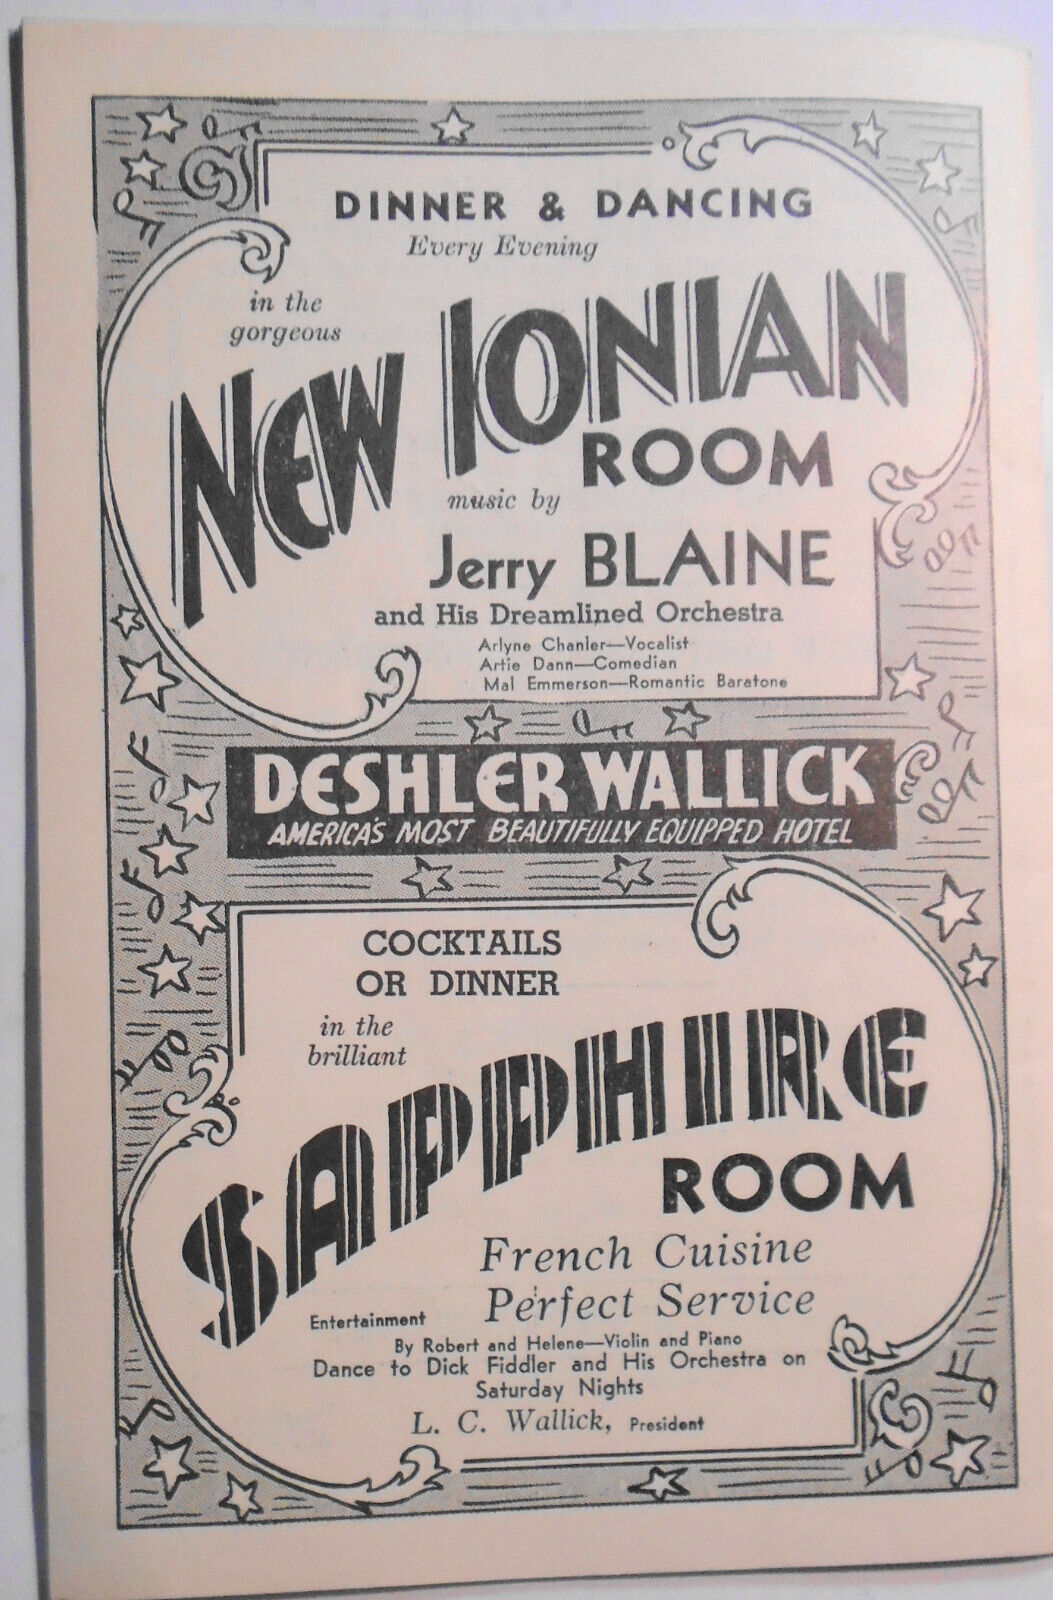 DINNER & DANCING
Every Evening
in the
gorgeous
NEW IONIAN
ROOM
music by
Jerry BLAINE
and His Dreamlined Orchestra
Arlyne Chanler—Vocalist
Artie Dann—Comedian
Mal Emmerson—Romantic Baratone
DESHLER WALLICK
AMERICA'S MOST BEAUTIFULLY EQUIPPED HOTEL
COCKTAILS
OR DINNER
in the
brilliant
SAPPHIRE
ROOM
French Cuisine
Perfect Service
Entertainment
By Robert and Helene—Violin and Piano
Dance to Dick Fiddler and His Orchestra on
Saturday Nights
L. C. Wallick, President